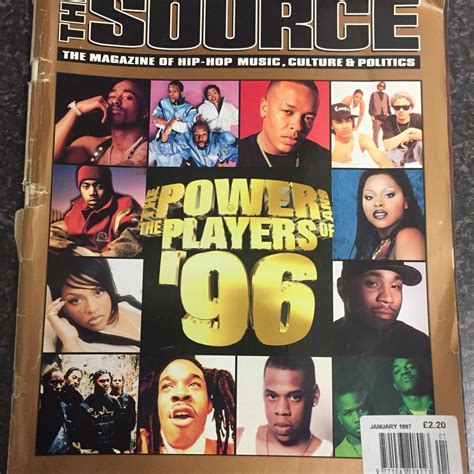 THE
SOURCE
THE MAGAZINE OF HIP-HOP MUSIC, CULTURE & POLITICS
THE POWER AND
THE PLAYERS OF
'96
JANUARY 1997 £2.20
01